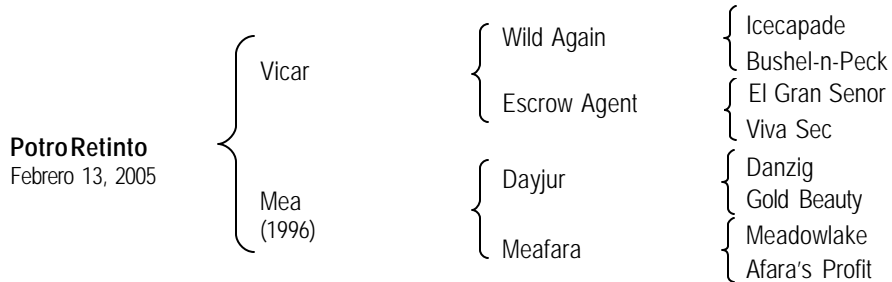 Potro Retinto
Febrero 13, 2005
Vicar
Mea
(1996)
Wild Again
Escrow Agent
Dayjur
Meafara
Icecapade
Bushel-n-Peck
El Gran Senor
Viva Sec
Danzig
Gold Beauty
Meadowlake
Afara's Profit